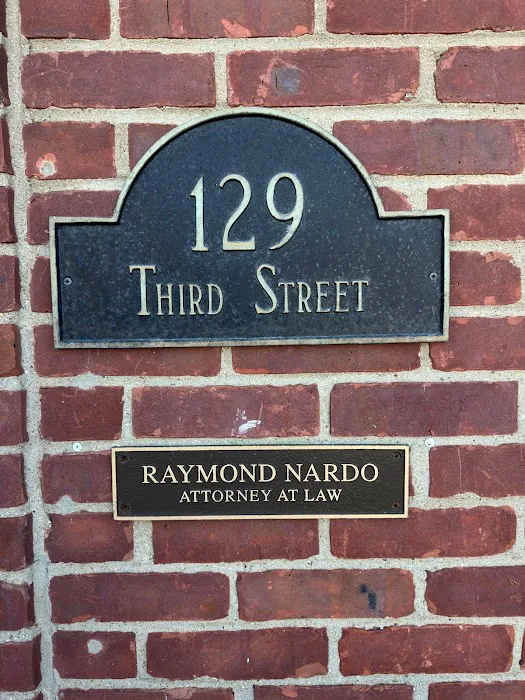 129
Third Street
RAYMOND NARDO
ATTORNEY AT LAW